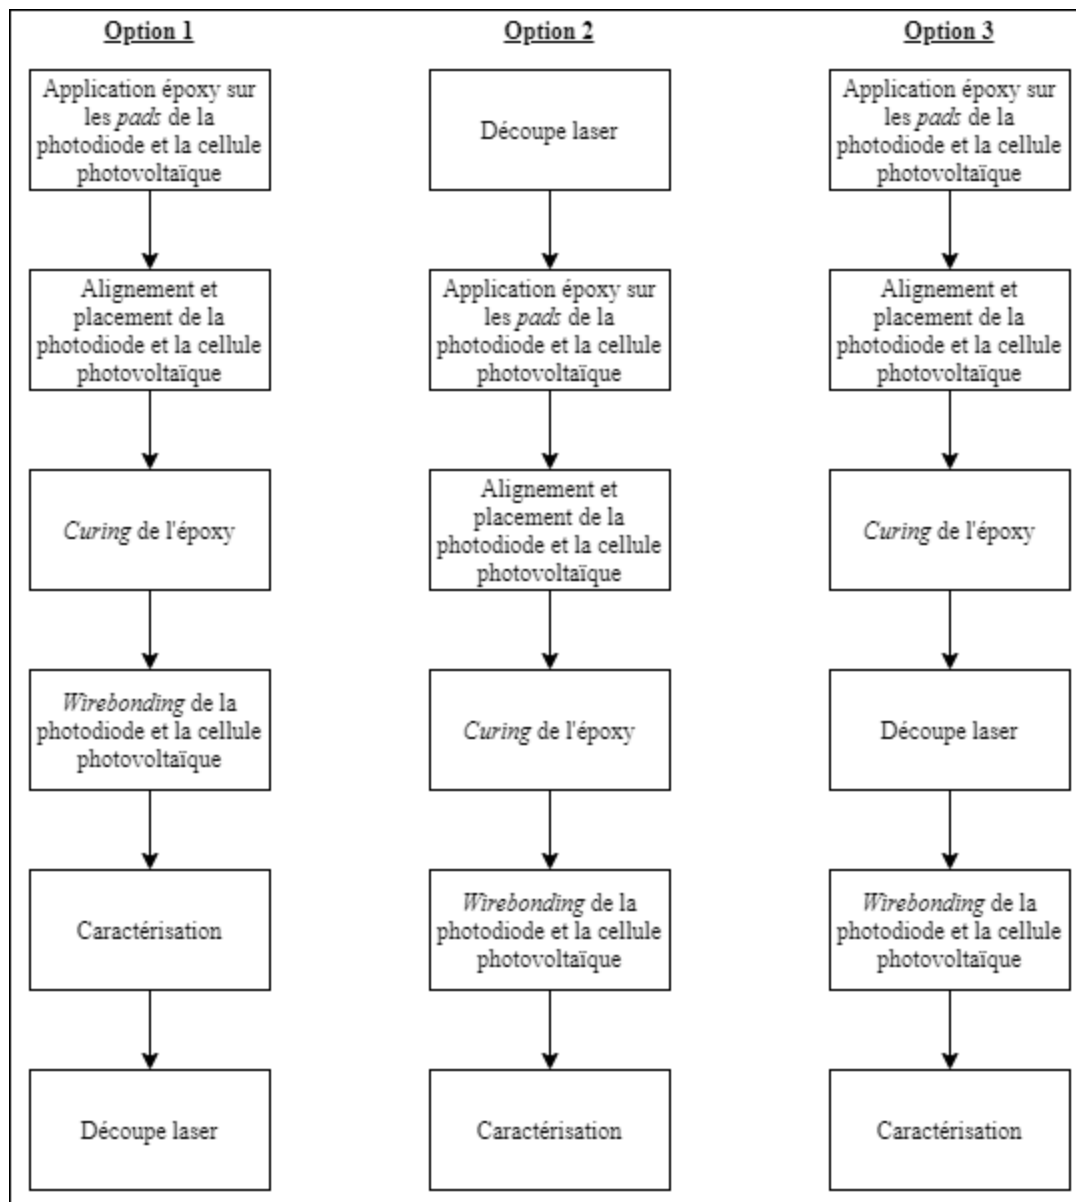 Option 1
Application époxy sur
les pads de la
photodiode et la cellule
photovoltaïque
Alignement et
placement de la
photodiode et la cellule
photovoltaïque
Curing de l'époxy
Wirebonding de la
photodiode et la cellule
photovoltaïque
Caractérisation
Découpe laser
Option 2
Découpe laser
Application époxy sur
les pads de la
photodiode et la cellule
photovoltaïque
Alignement et
placement de la
photodiode et la cellule
photovoltaïque
Curing de l'époxy
Wirebonding de la
photodiode et la cellule
photovoltaïque
Caractérisation
Option 3
Application époxy sur
les pads de la
photodiode et la cellule
photovoltaïque
Alignement et
placement de la
photodiode et la cellule
photovoltaïque
Curing de l'époxy
Découpe laser
Wirebonding de la
photodiode et la cellule
photovoltaïque
Caractérisation